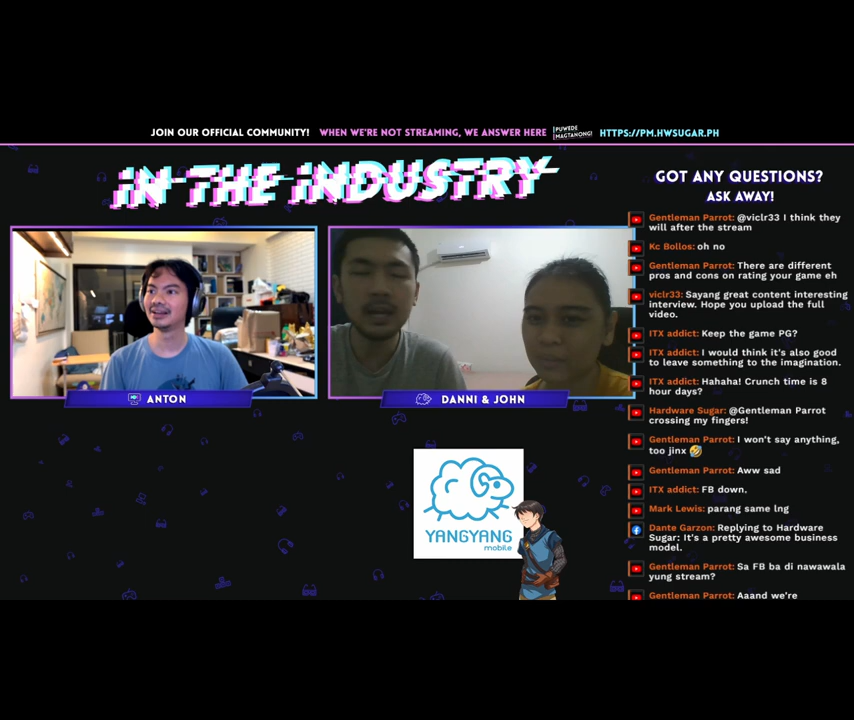 JOIN OUR OFFICIAL COMMUNITY! WHEN WE'RE NOT STREAMING, WE ANSWER HERE PUWEDE MAGTANONG! HTTPS://PM.HWSUGAR.PH
IN THE INDUSTRY
ANTON
DANNI & JOHN
YANGYANG
mobile
GOT ANY QUESTIONS?
ASK AWAY!
Gentleman Parrot: @viclr33 I think they
will after the stream
Kc Bollos: oh no
Gentleman Parrot: There are different
pros and cons on rating your game eh
viclr33: Sayang great content interesting
interview. Hope you upload the full
video.
ITX addict: Keep the game PG?
ITX addict: I would think it's also good
to leave something to the imagination.
ITX addict: Hahaha! Crunch time is 8
hour days?
Hardware Sugar: @Gentleman Parrot
crossing my fingers!
Gentleman Parrot: I won't say anything,
too jinx 🤣
Gentleman Parrot: Aww sad
ITX addict: FB down.
Mark Lewis: parang same lng
Dante Garzon: Replying to Hardware
Sugar: It's a pretty awesome business
model.
Gentleman Parrot: Sa FB ba di nawawala
yung stream?
Gentleman Parrot: Aaand we're